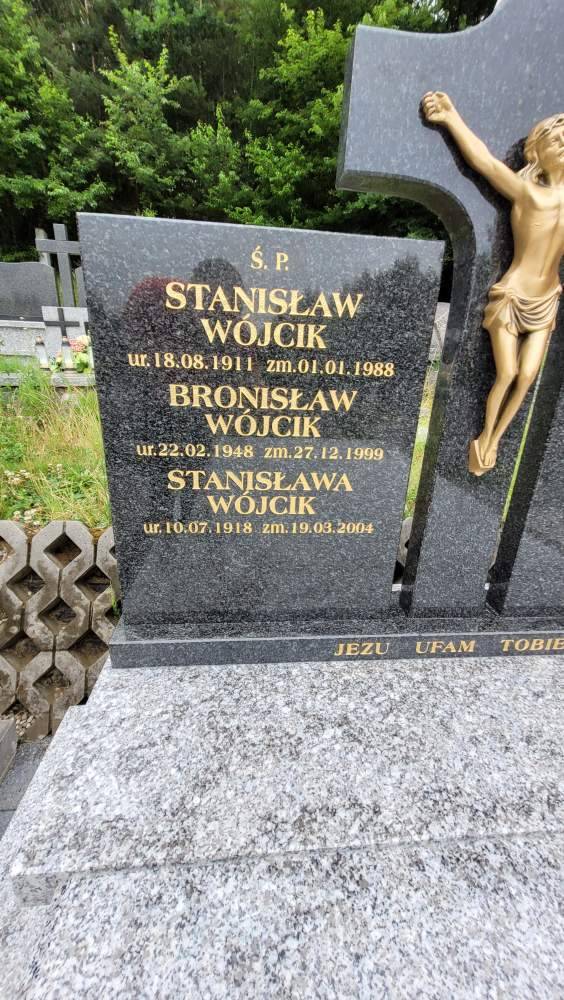 Ś. P.
STANISŁAW
WÓJCIK
ur.18.08.1911 zm.01.01.1988
BRONISŁAW
WÓJCIK
ur.22.02.1948 zm.27.12.1999
STANISŁAWA
WÓJCIK
ur.10.07.1918 zm.19.03.2004
JEZU UFAM TOBIE